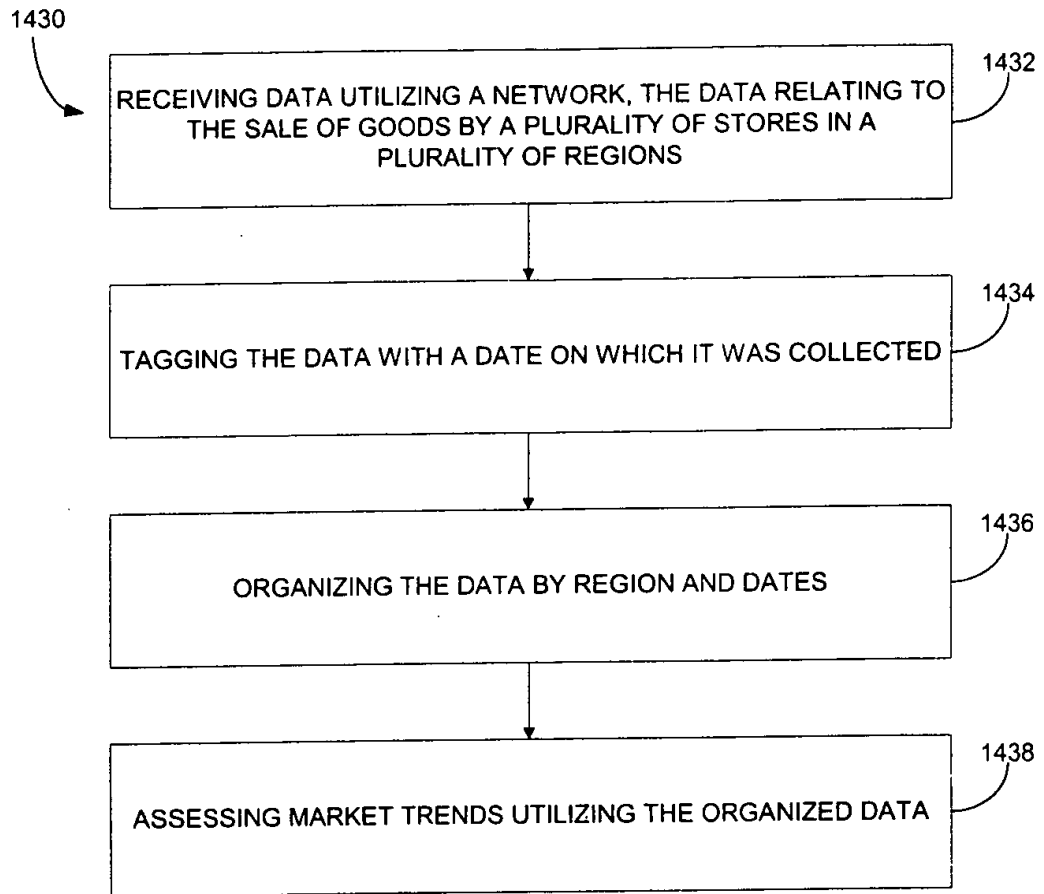 1430
1432
RECEIVING DATA UTILIZING A NETWORK, THE DATA RELATING TO
THE SALE OF GOODS BY A PLURALITY OF STORES IN A
PLURALITY OF REGIONS
1434
TAGGING THE DATA WITH A DATE ON WHICH IT WAS COLLECTED
1436
ORGANIZING THE DATA BY REGION AND DATES
1438
ASSESSING MARKET TRENDS UTILIZING THE ORGANIZED DATA